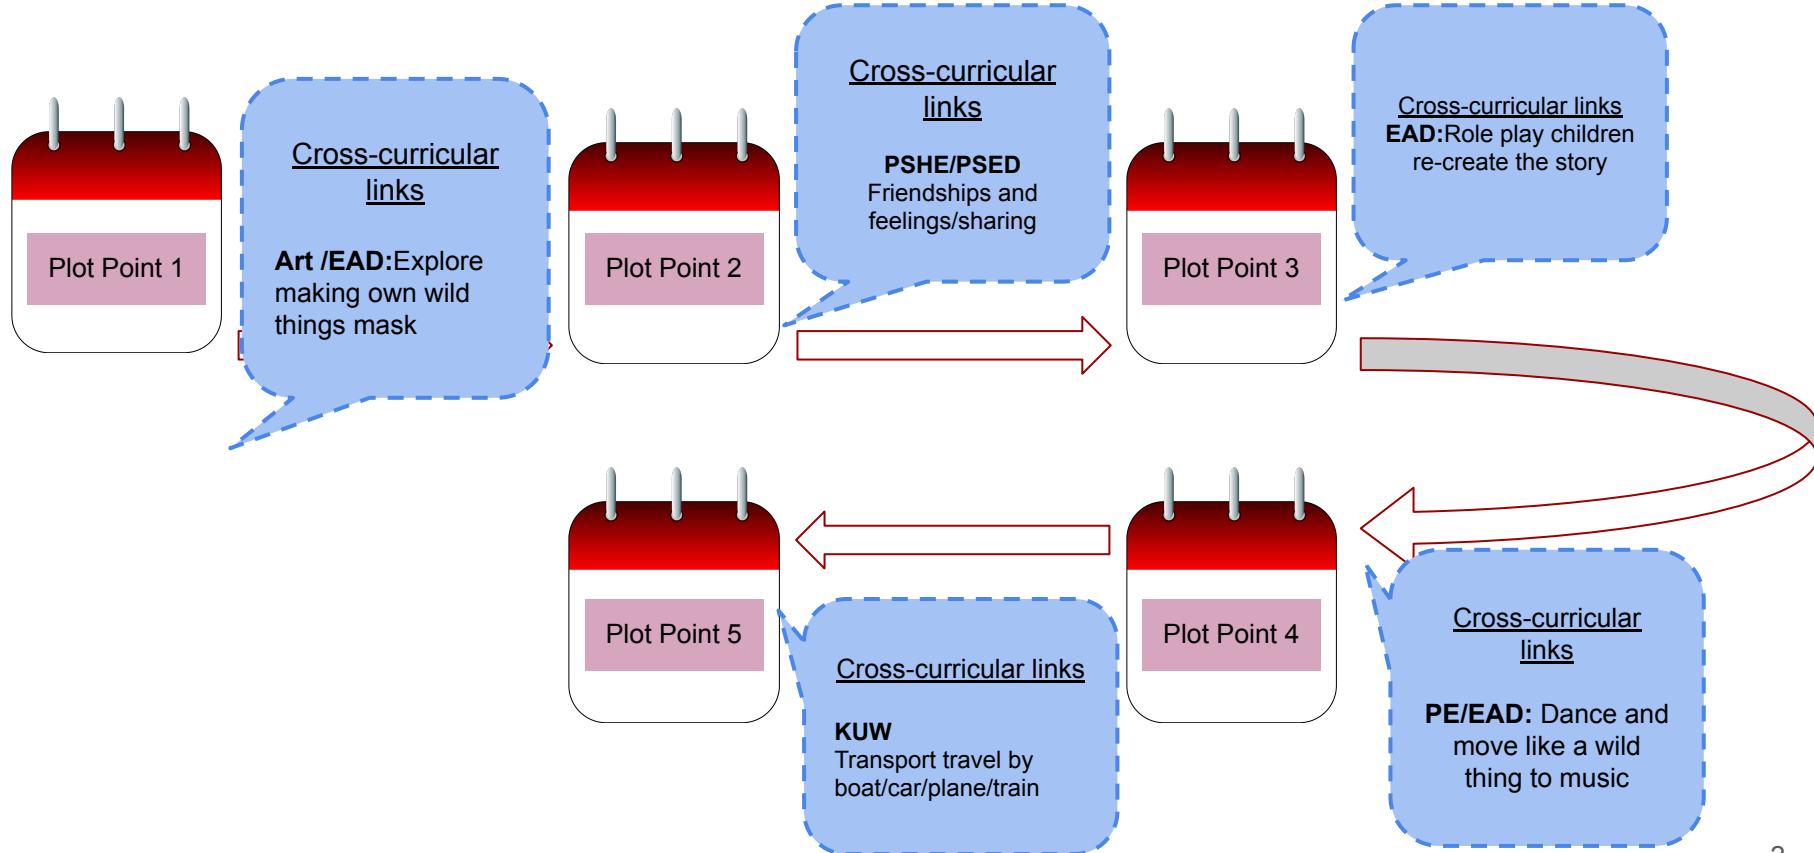 Plot Point 1
Cross-curricular
links
Art /EAD:Explore
making own wild
things mask
Plot Point 2
Cross-curricular
links
PSHE/PSED
Friendships and
feelings/sharing
Plot Point 3
Cross-curricular links
EAD:Role play children
re-create the story
Plot Point 4
Cross-curricular
links
PE/EAD: Dance and
move like a wild
thing to music
Plot Point 5
Cross-curricular links
KUW
Transport travel by
boat/car/plane/train